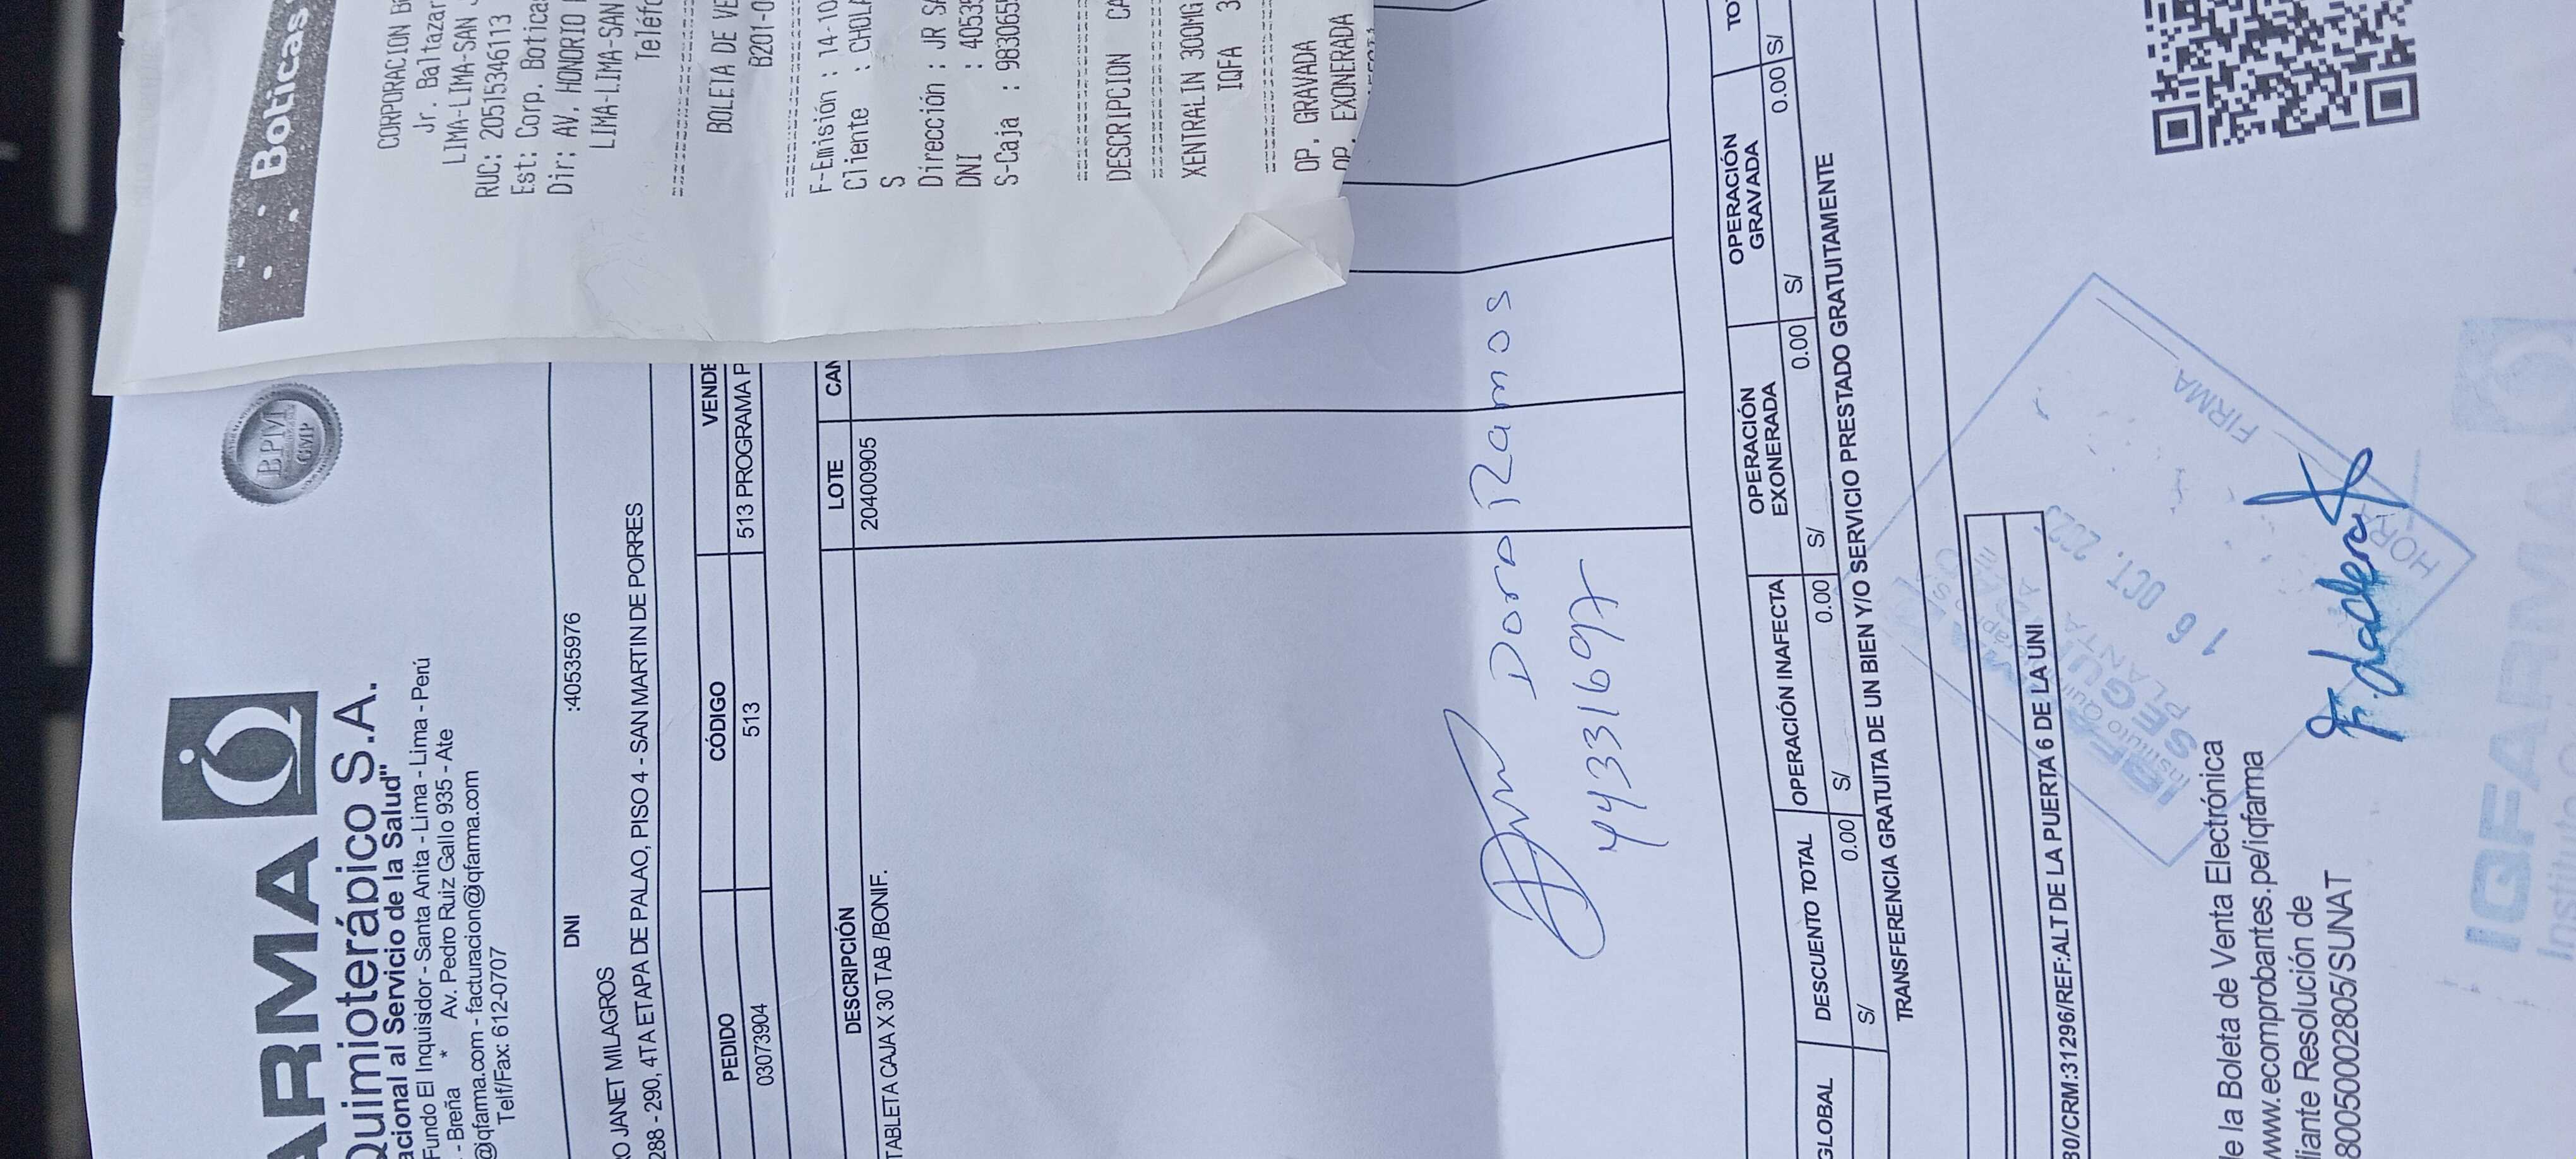 ARMA
Quimioterápico S.A.
acional al Servicio de la Salud"
Fundo El Inquisidor - Santa Anita - Lima - Lima - Perú
- Breña * Av. Pedro Ruiz Gallo 935 - Ate
@iqfarma.com - facturacion@iqfarma.com
Telf/Fax: 612-0707
BPM
GMP
DNI :40535976
O JANET MILAGROS
288 - 290, 4TA ETAPA DE PALAO, PISO 4 - SAN MARTIN DE PORRES
PEDIDO CÓDIGO VENDE
03073904 513 513 PROGRAMA P
DESCRIPCIÓN LOTE CAN
TABLETA CAJA X 30 TAB /BONIF. 20400905
Dora Ramos
44331697
GLOBAL DESCUENTO TOTAL OPERACIÓN INAFECTA OPERACIÓN EXONERADA OPERACIÓN GRAVADA TO
S/ 0.00 S/ 0.00 S/ 0.00 S/ 0.00 S/
TRANSFERENCIA GRATUITA DE UN BIEN Y/O SERVICIO PRESTADO GRATUITAMENTE
30/CRM:31296/REF:ALT DE LA PUERTA 6 DE LA UNI
e la Boleta de Venta Electrónica
www.ecomprobantes.pe/iqfarma
diante Resolución de
80050002805/SUNAT
16 OCT. 202
PLANTA
FIRMA
HORA
IQFARMA
Boticas
CORPORACION B
Jr. Baltazar
LIMA-LIMA-SAN
RUC: 20515346113
Est: Corp. Botica
Dir: AV. HONORIO
LIMA-LIMA-SAN
Teléfo
BOLETA DE VE
B201-0
F-Emisión : 14-10
Cliente : CHOLA
S
Dirección : JR SA
DNI : 4053
S-Caja : 983065
DESCRIPCION CA
XENTRALIN 300MG
IQFA 3
OP. GRAVADA
OP. EXONERADA